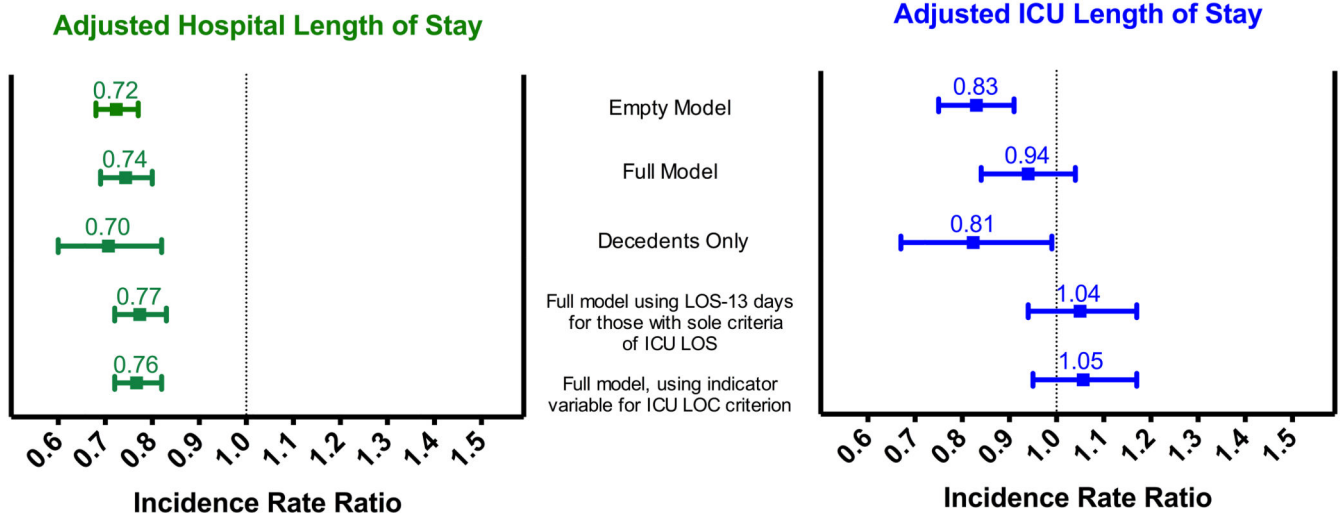 Adjusted Hospital Length of Stay
Adjusted ICU Length of Stay
0.72
Empty Model
0.83
0.74
Full Model
0.94
0.70
Decedents Only
0.81
0.77
Full model using LOS-13 days
for those with sole criteria
of ICU LOS
1.04
0.76
Full model, using indicator
variable for ICU LOC criterion
1.05
0.6 0.7 0.8 0.9 1.0 1.1 1.2 1.3 1.4 1.5
Incidence Rate Ratio
0.6 0.7 0.8 0.9 1.0 1.1 1.2 1.3 1.4 1.5
Incidence Rate Ratio